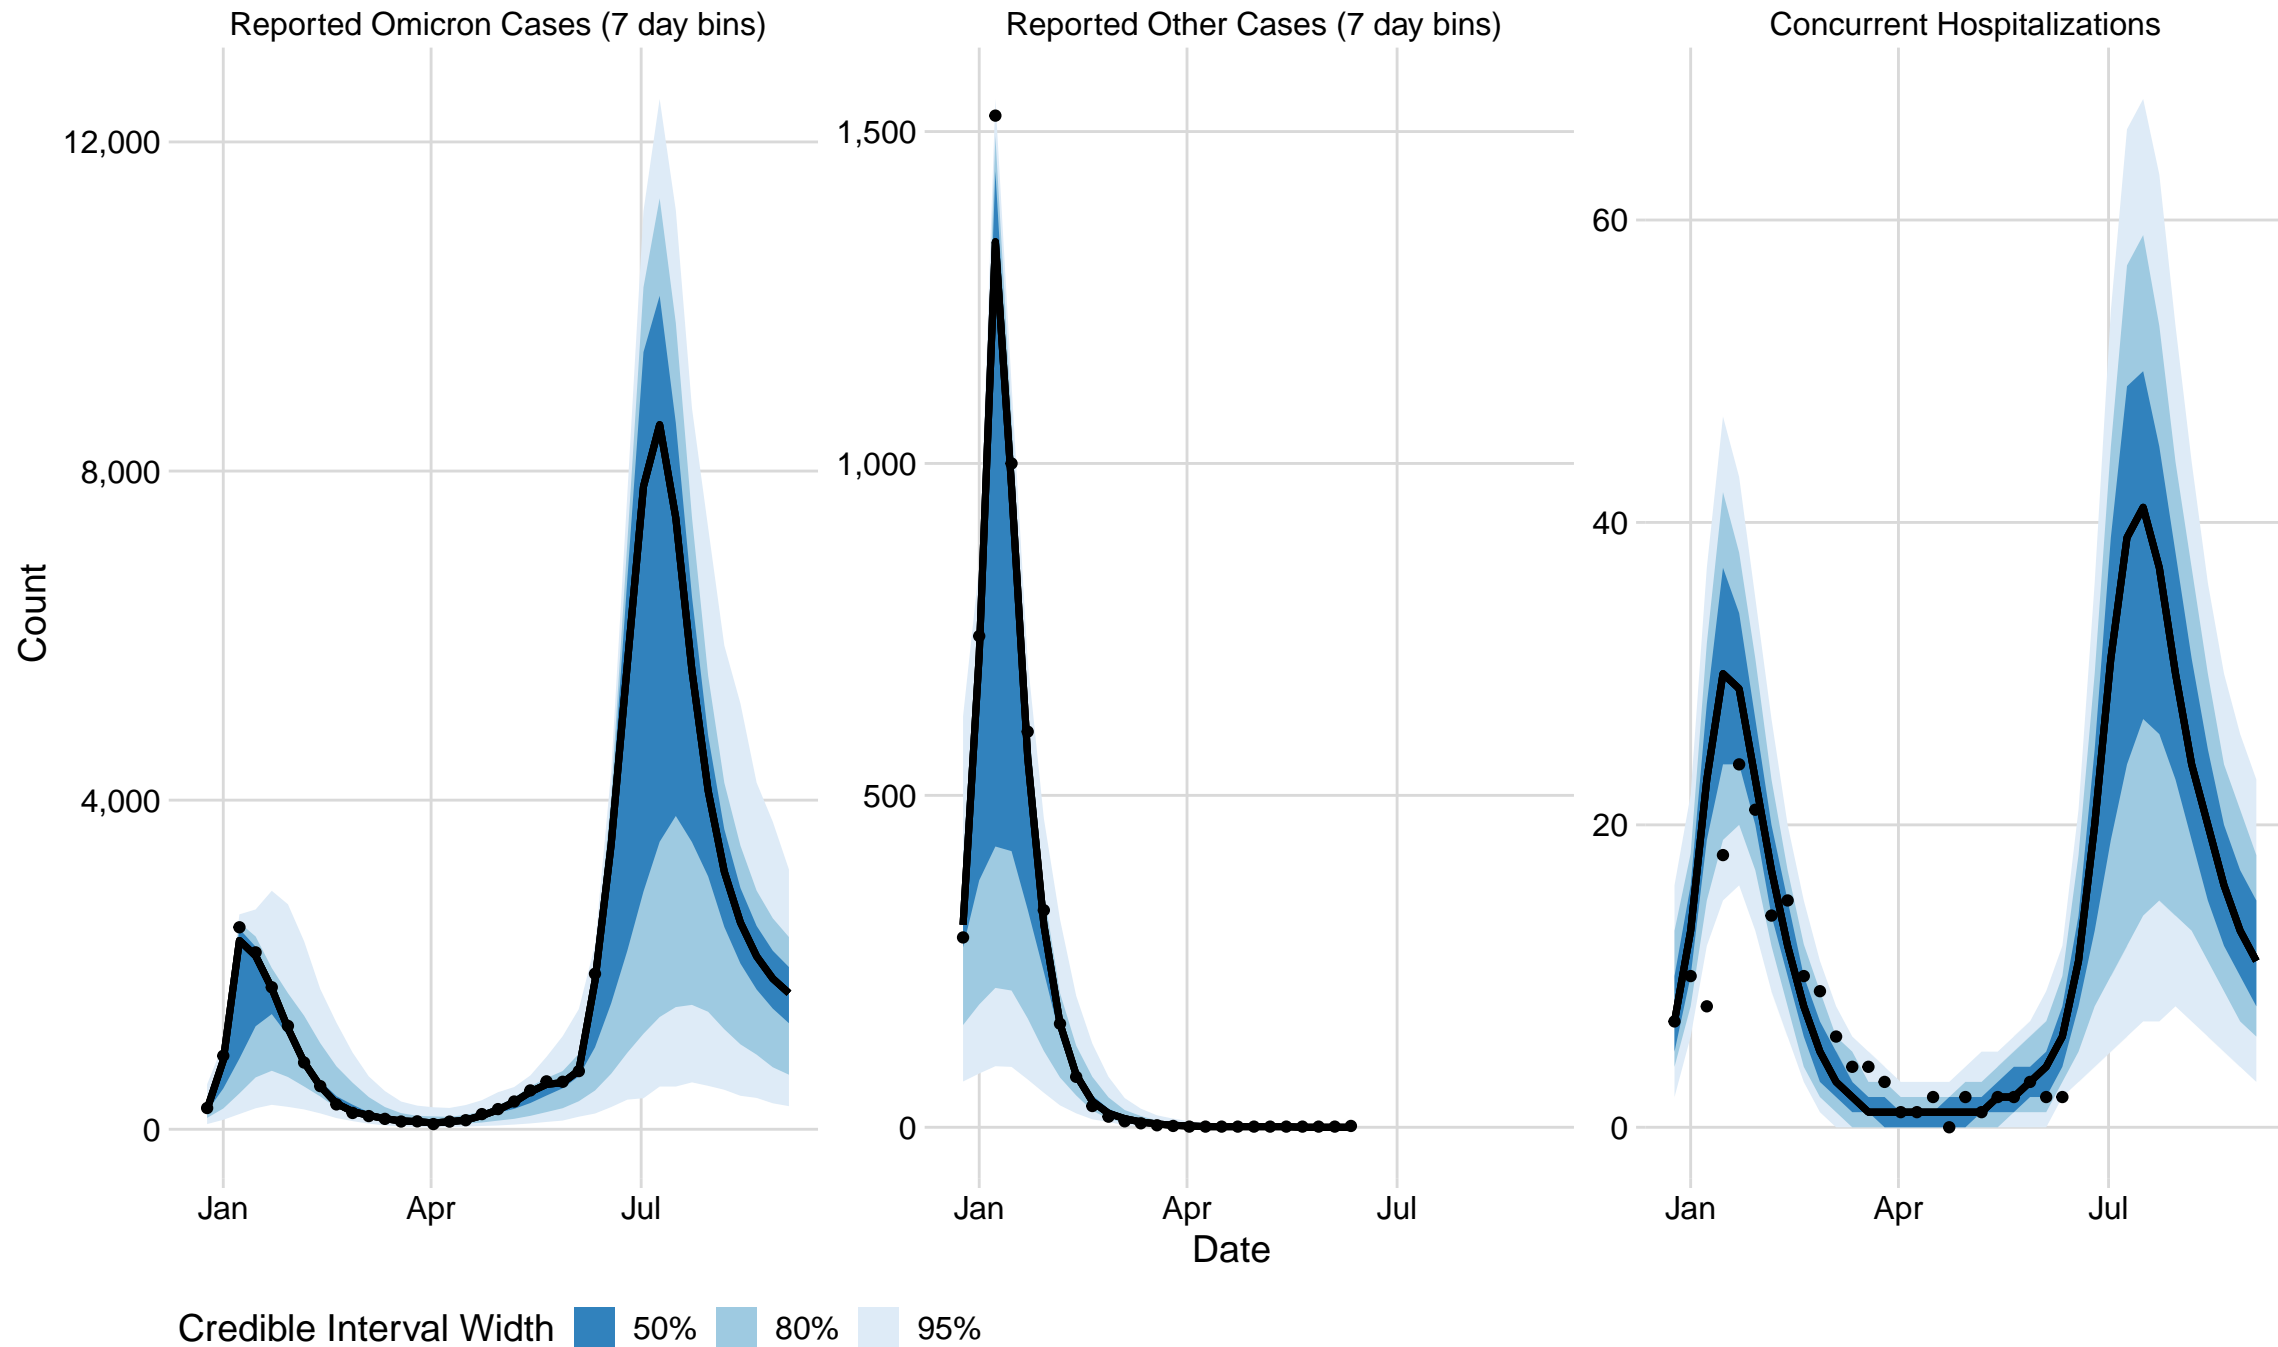 Reported Omicron Cases (7 day bins)
Reported Other Cases (7 day bins)
Concurrent Hospitalizations
Count
12,000
8,000
4,000
0
1,500
1,000
500
0
60
40
20
0
Jan Apr Jul
Jan Apr Jul
Jan Apr Jul
Date
Credible Interval Width 50% 80% 95%